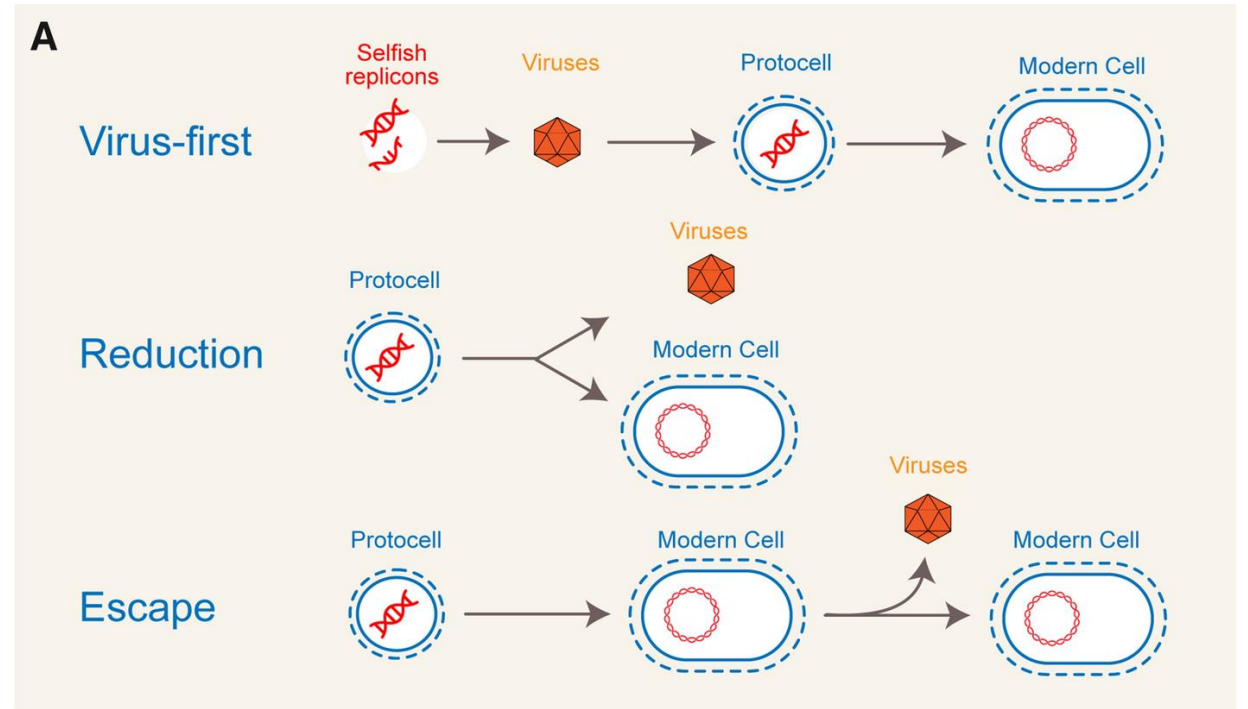 A
Selfish
replicons
Viruses
Protocell
Modern Cell
Virus-first
Viruses
Protocell
Reduction
Modern Cell
Viruses
Protocell
Modern Cell
Modern Cell
Escape